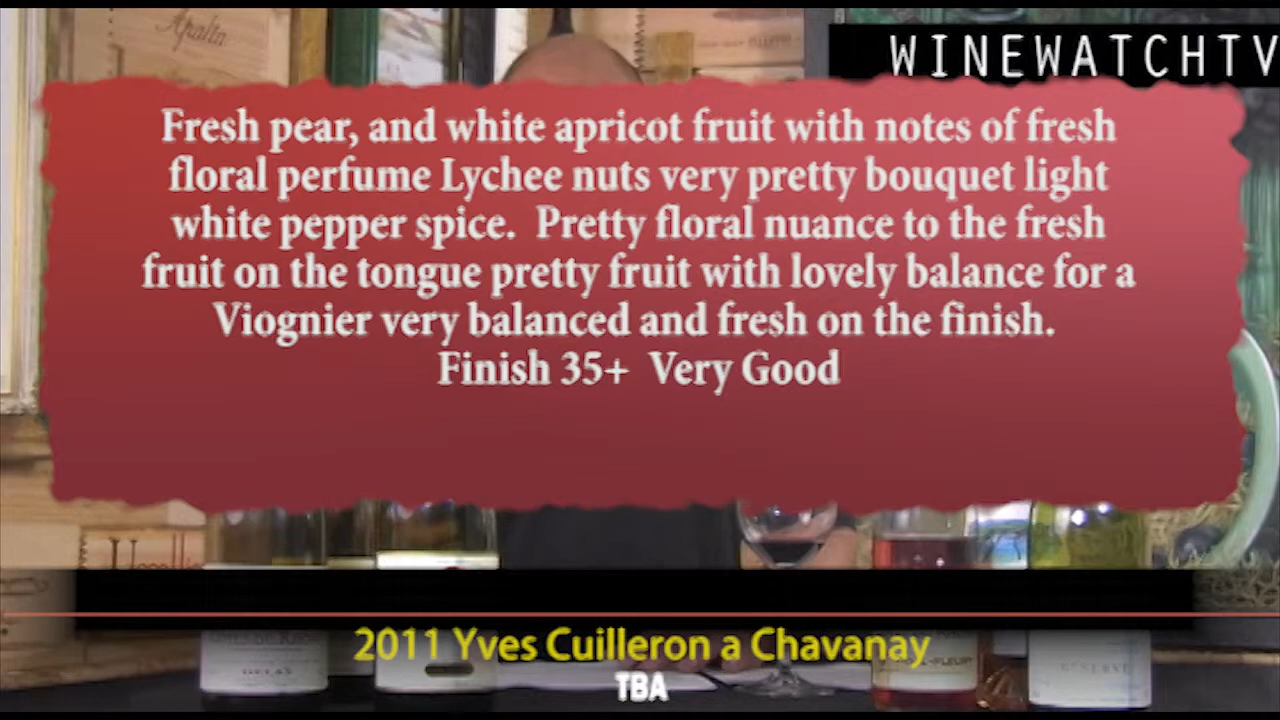 Apalta
WINEWATCHTV
Fresh pear, and white apricot fruit with notes of fresh
floral perfume Lychee nuts very pretty bouquet light
white pepper spice. Pretty floral nuance to the fresh
fruit on the tongue pretty fruit with lovely balance for a
Viognier very balanced and fresh on the finish.
Finish 35+ Very Good
2011 Yves Cuilleron a Chavanay
TBA
DELAS